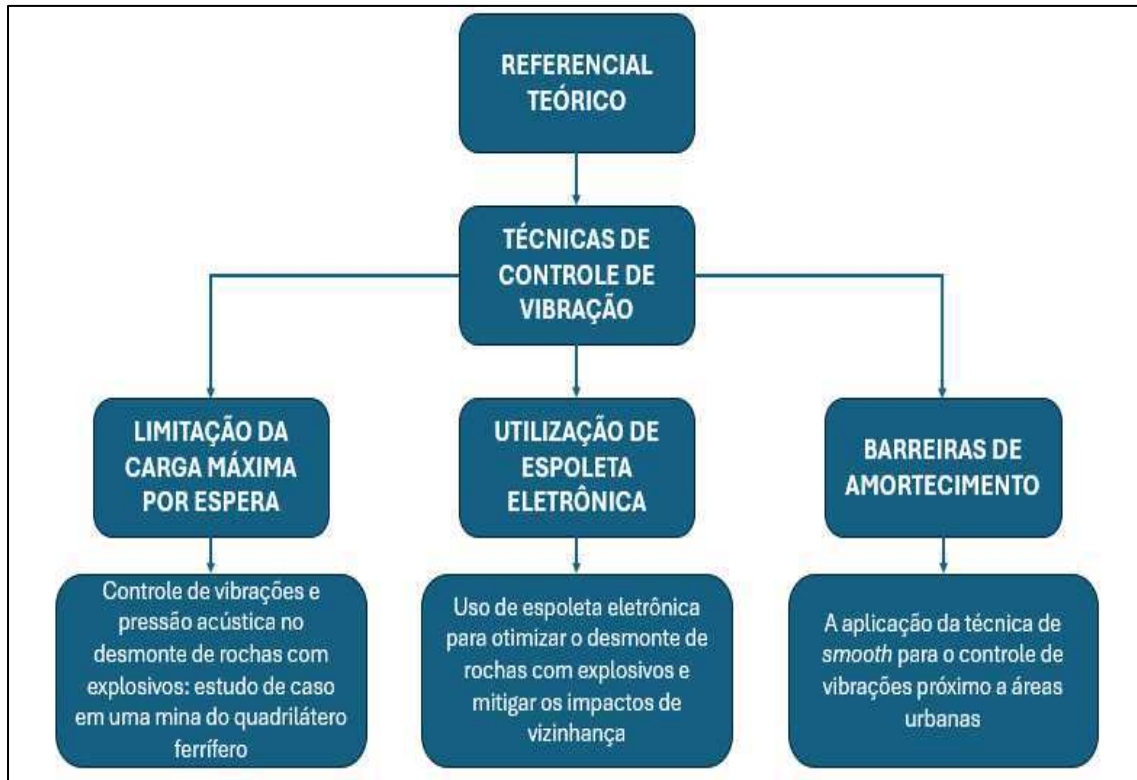 REFERENCIAL
TEÓRICO
TÉCNICAS DE
CONTROLE DE
VIBRAÇÃO
LIMITAÇÃO DA
CARGA MÁXIMA
POR ESPERA
UTILIZAÇÃO DE
ESPOLETA
ELETRÔNICA
BARREIRAS DE
AMORTECIMENTO
Controle de vibrações e
pressão acústica no
desmonte de rochas com
explosivos: estudo de caso
em uma mina do quadrilátero
ferrífero
Uso de espoleta eletrônica
para otimizar o desmonte de
rochas com explosivos e
mitigar os impactos de
vizinhança
A aplicação da técnica de
smooth para o controle de
vibrações próximo a áreas
urbanas